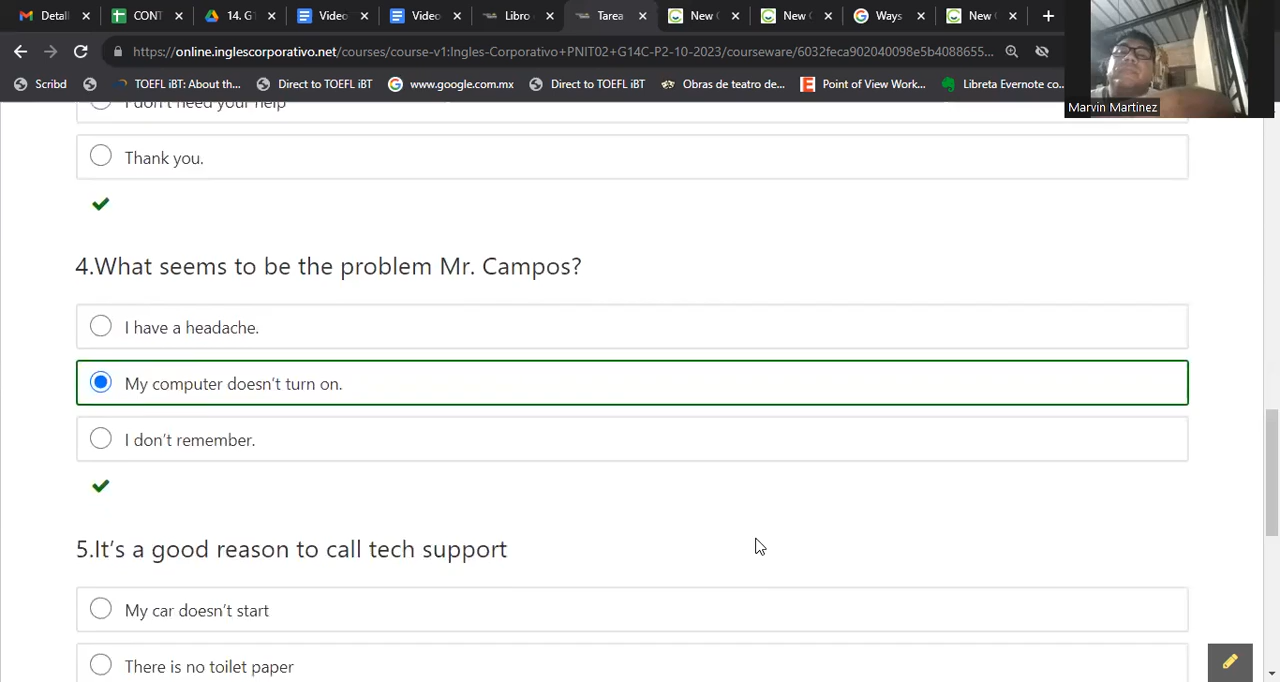 Detail
CONT
14. G
Video
Video
Libro
Tarea
New C
New C
Ways
New C
https://online.inglescorporativo.net/courses/course-v1:Ingles-Corporativo+PNIT02+G14C-P2-10-2023/courseware/6032feca902040098e5b4088655...
Scribd
TOEFL iBT: About th...
Direct to TOEFL iBT
www.google.com.mx
Direct to TOEFL iBT
Obras de teatro de...
Point of View Work...
Libreta Evernote co...
Marvin Martinez
I don't need your help
Thank you.
4.What seems to be the problem Mr. Campos?
I have a headache.
My computer doesn't turn on.
I don't remember.
5.It's a good reason to call tech support
My car doesn't start
There is no toilet paper